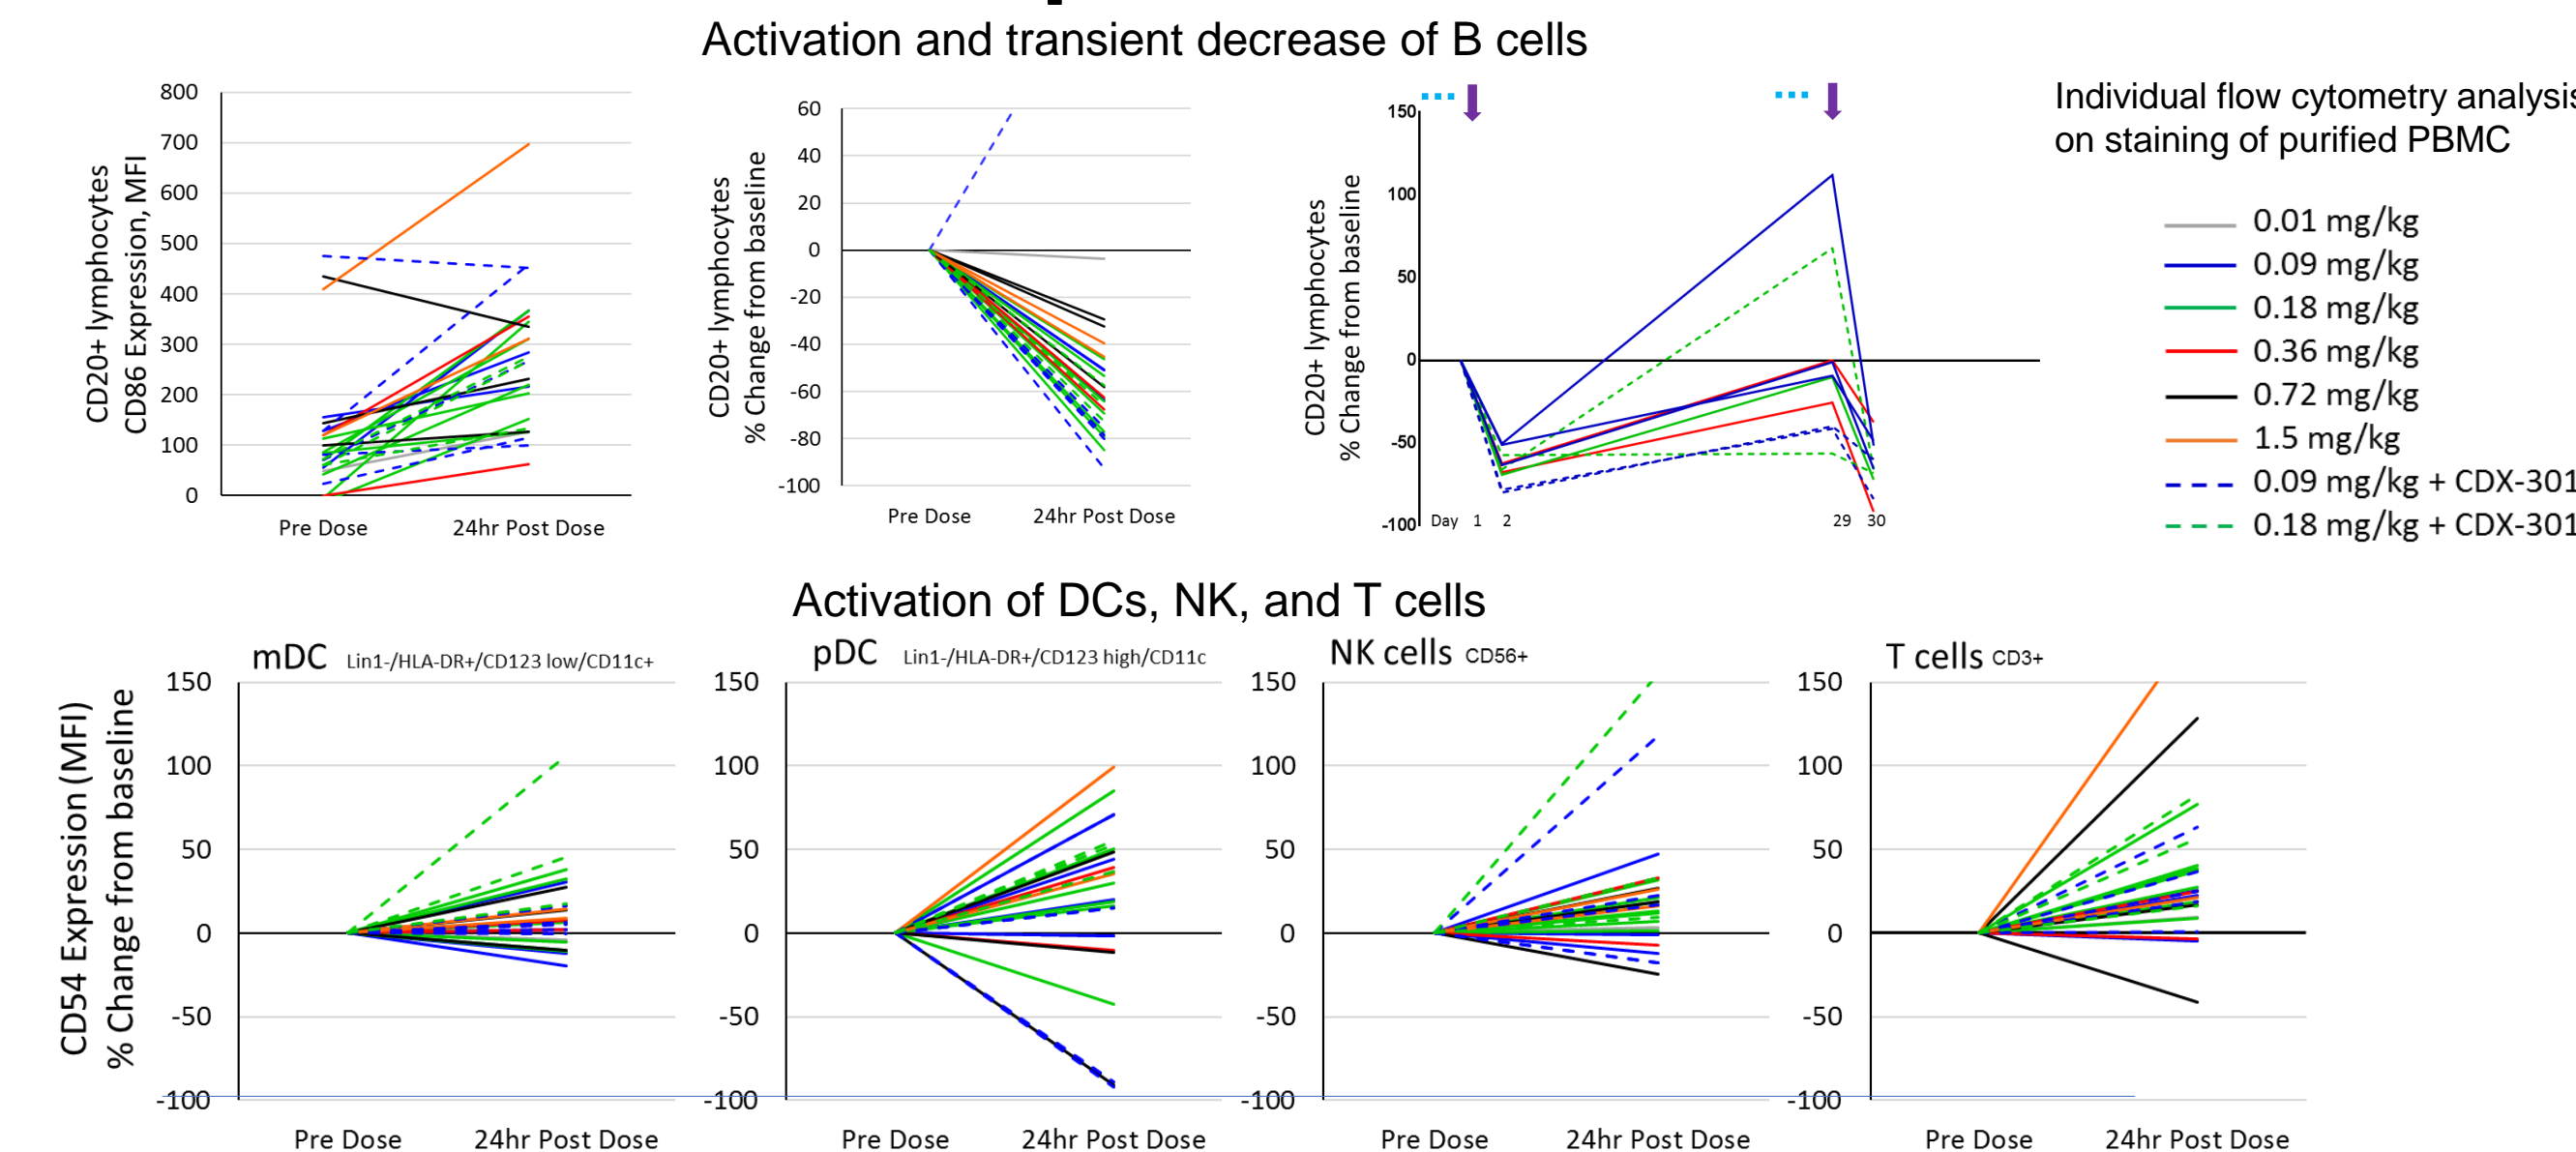 Activation and transient decrease of B cells
800
700
600
500
400
300
200
100
0
CD20+ lymphocytes
CD86 Expression, MFI
Pre Dose
24hr Post Dose
60
40
20
0
-20
-40
-60
-80
-100
CD20+ lymphocytes
% Change from baseline
Pre Dose
24hr Post Dose
150
100
50
0
-50
-100
CD20+ lymphocytes
% Change from baseline
Day 1 2 29 30
Individual flow cytometry analysis
on staining of purified PBMC
0.01 mg/kg
0.09 mg/kg
0.18 mg/kg
0.36 mg/kg
0.72 mg/kg
1.5 mg/kg
0.09 mg/kg + CDX-301
0.18 mg/kg + CDX-301
Activation of DCs, NK, and T cells
CD54 Expression (MFI)
% Change from baseline
mDC Lin1-/HLA-DR+/CD123 low/CD11c+
150
100
50
0
-50
-100
Pre Dose
24hr Post Dose
pDC Lin1-/HLA-DR+/CD123 high/CD11c
150
100
50
0
-50
-100
Pre Dose
24hr Post Dose
NK cells CD56+
150
100
50
0
-50
-100
Pre Dose
24hr Post Dose
T cells CD3+
150
100
50
0
-50
-100
Pre Dose
24hr Post Dose